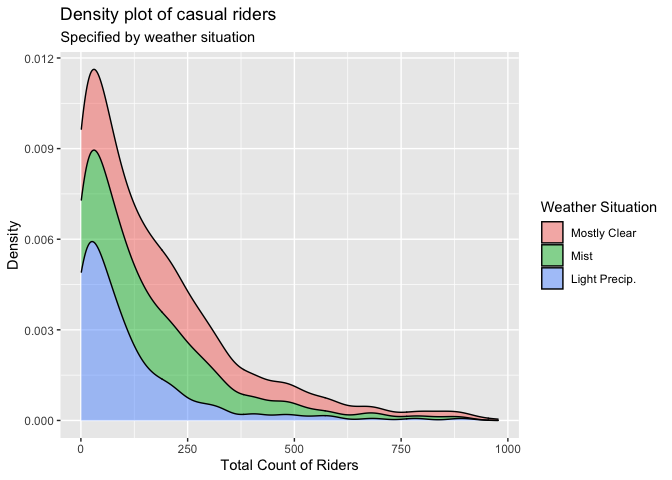 Density plot of casual riders
Specified by weather situation
0.012
0.009
0.006
0.003
0.000
Density
0 250 500 750 1000
Total Count of Riders
Weather Situation
Mostly Clear
Mist
Light Precip.